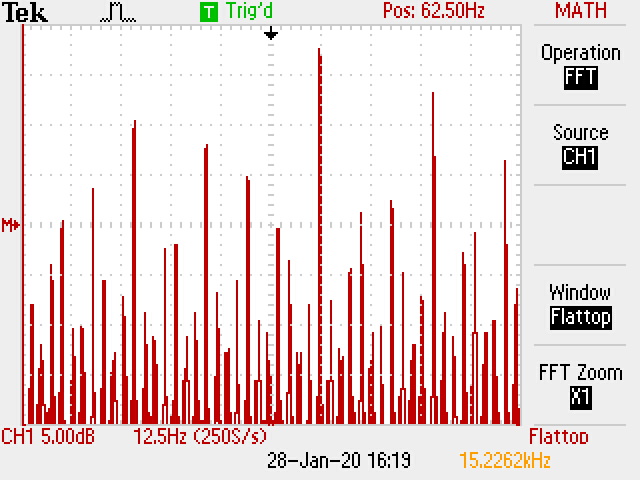 Tek T Trig'd Pos: 62.50Hz MATH
Operation
FFT
Source
CH1
M
Window
Flattop
FFT Zoom
X1
CH1 5.00dB 12.5Hz (250S/s) Flattop
28-Jan-20 16:19 15.2262kHz